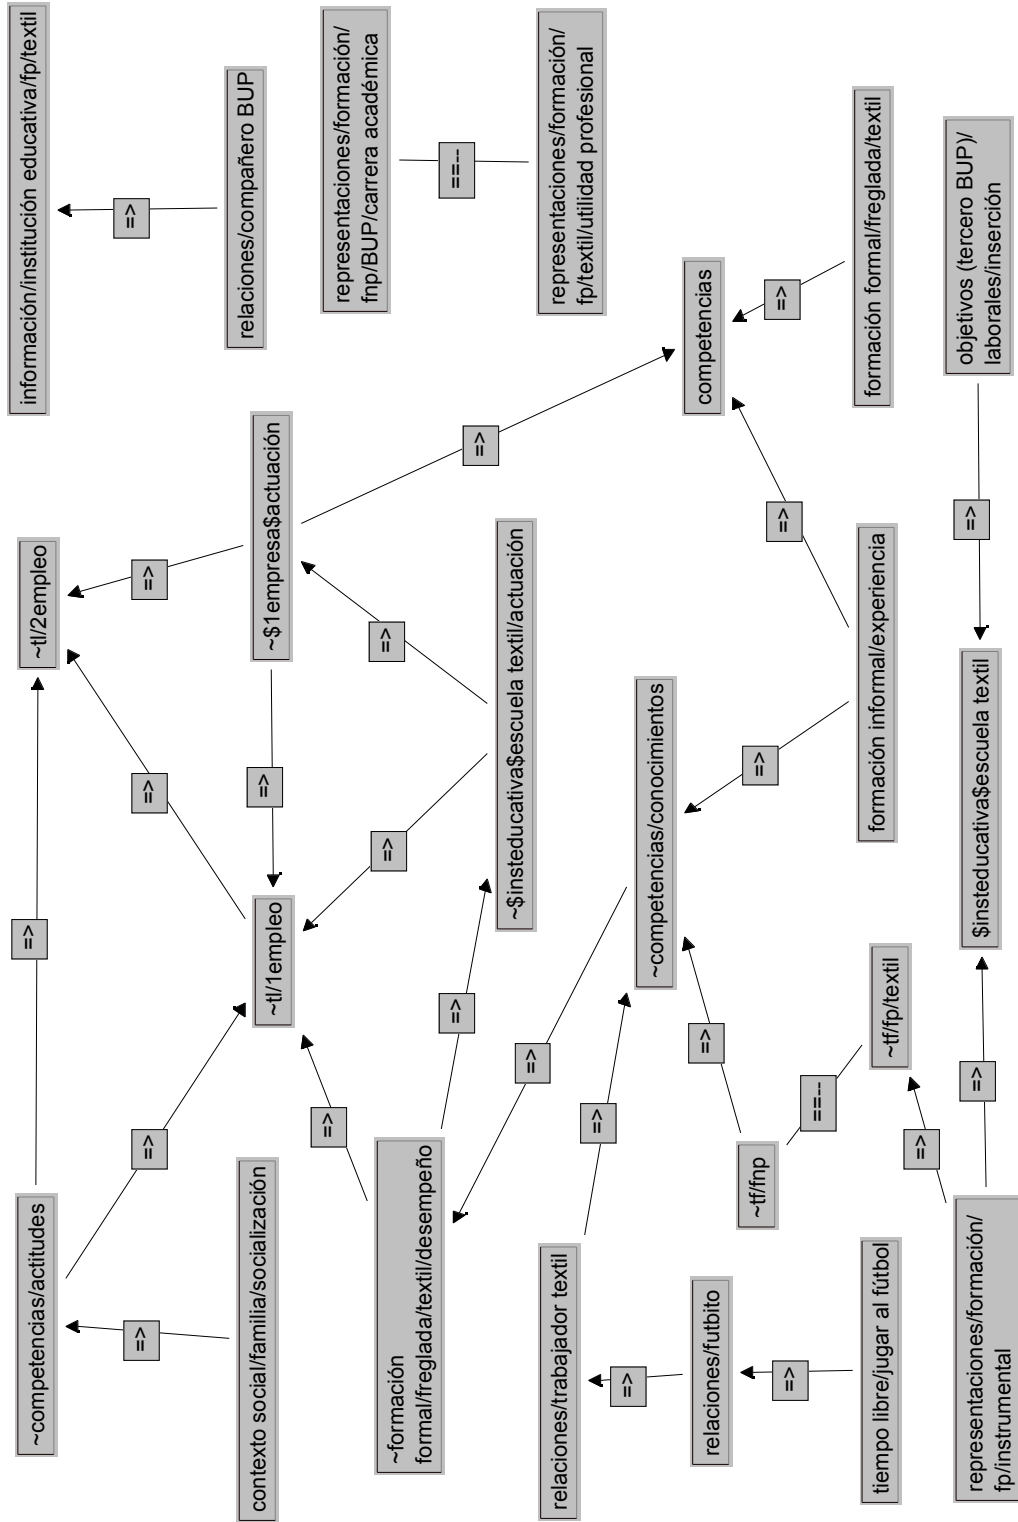 ~competencias/actitudes
=>
~tl/2empleo
información/institución educativa/fp/textil
=>
=>
=>
=>
=>
contexto social/familia/socialización
~tl/1empleo
=>
~$1empresa$actuación
relaciones/compañero BUP
=>
~formación
formal/freglada/textil/desempeño
=>
=>
representaciones/formación/
fnp/BUP/carrera académica
=>
=>
==--
~$insteducativa$escuela textil/actuación
=>
representaciones/formación/
fp/textil/utilidad profesional
relaciones/trabajador textil
=>
=>
~competencias/conocimientos
relaciones/futbito
=>
competencias
~tf/fnp
=>
=>
=>
=>
==--
tiempo libre/jugar al fútbol
~tf/fp/textil
formación informal/experiencia
formación formal/freglada/textil
=>
representaciones/formación/
fp/instrumental
=>
$insteducativa$escuela textil
=>
objetivos (tercero BUP)/
laborales/inserción